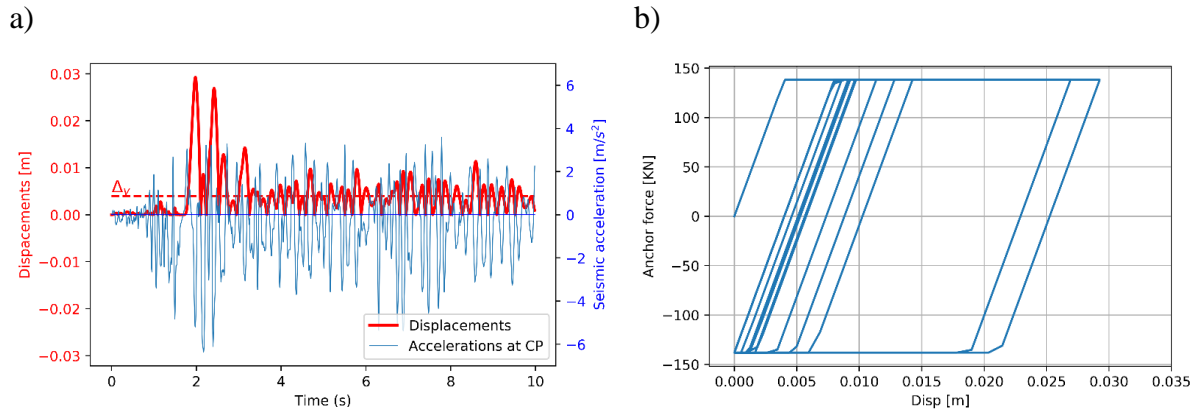 a)
b)
0.03
0.02
0.01
0.00
−0.01
−0.02
−0.03
Dispacements [m]
Δy
6
4
2
0
−2
−4
−6
Seismic acceleration [m/s²]
Displacements
Accelerations at CP
0 2 4 6 8 10
Time (s)
150
100
50
0
−50
−100
−150
Anchor force [KN]
0.000 0.005 0.010 0.015 0.020 0.025 0.030 0.035
Disp [m]